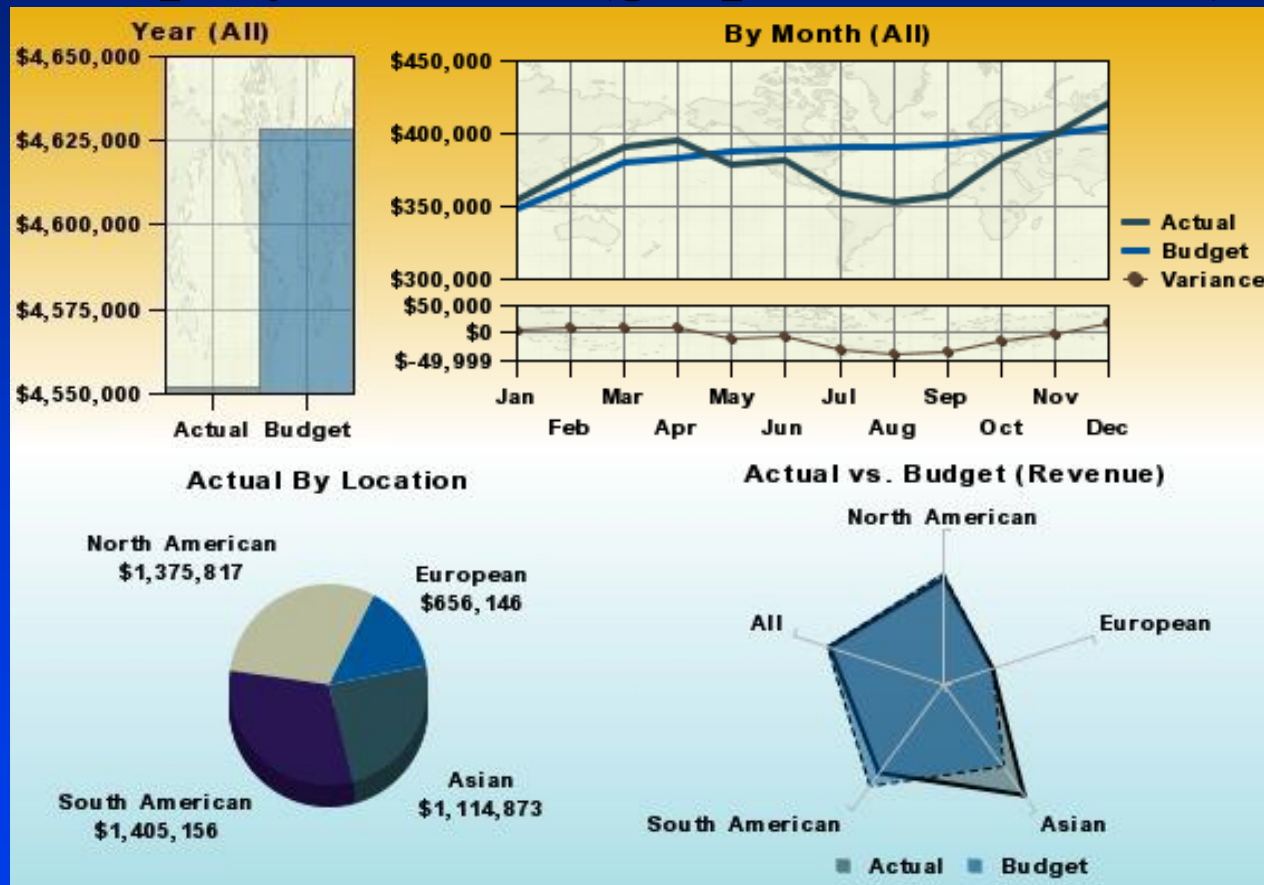 Year (All)
$4,650,000
$4,625,000
$4,600,000
$4,575,000
$4,550,000
Actual Budget
By Month (All)
$450,000
$400,000
$350,000
$300,000
Actual
Budget
Variance
$50,000
$0
$-49,999
Jan Mar May Jul Sep Nov
Feb Apr Jun Aug Oct Dec
Actual By Location
North American
$1,375,817
European
$656,146
South American
$1,405,156
Asian
$1,114,873
Actual vs. Budget (Revenue)
North American
All
European
South American
Asian
Actual Budget